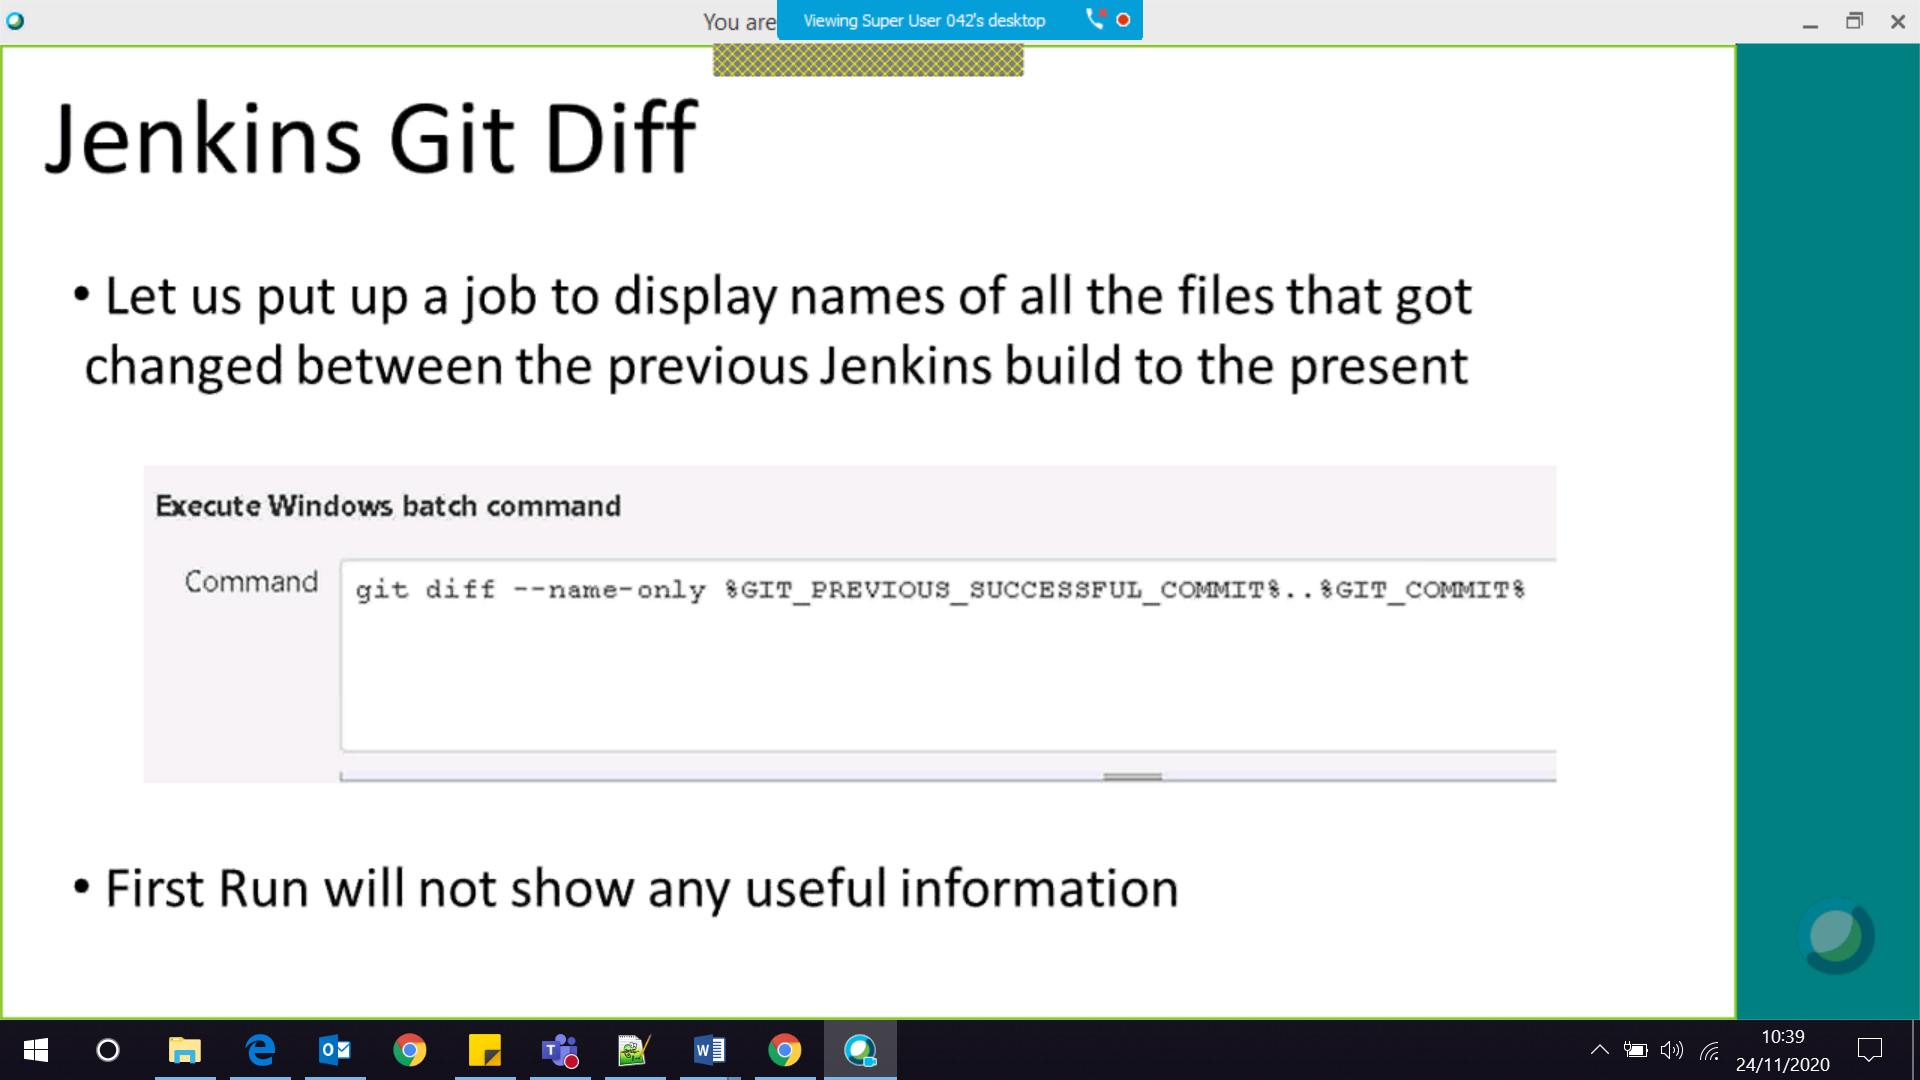 You are
Viewing Super User 042's desktop
Jenkins Git Diff
• Let us put up a job to display names of all the files that got
changed between the previous Jenkins build to the present
Execute Windows batch command
Command
git diff --name-only %GIT_PREVIOUS_SUCCESSFUL_COMMIT%..%GIT_COMMIT%
• First Run will not show any useful information
10:39
24/11/2020